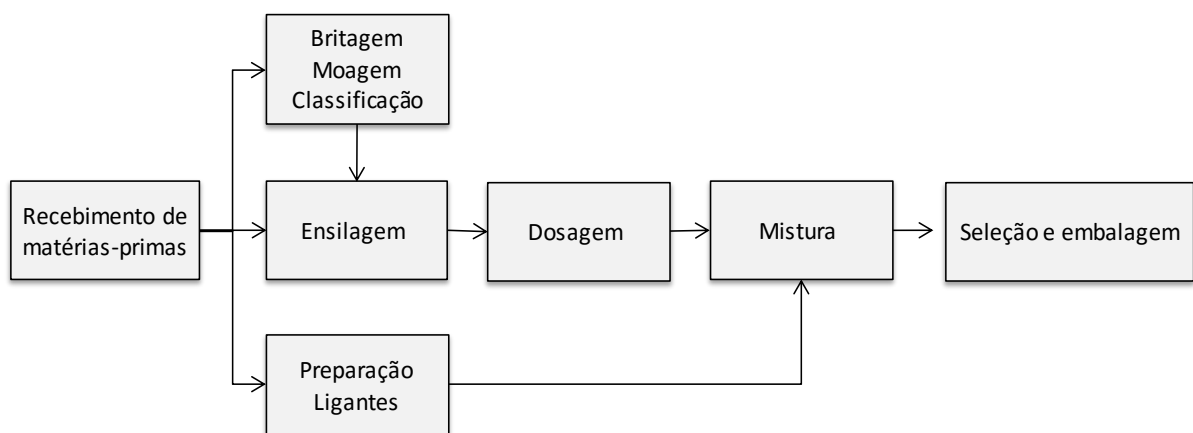 Britagem
Moagem
Classificação
Recebimento de
matérias-primas
Ensilagem
Dosagem
Mistura
Seleção e embalagem
Preparação
Ligantes